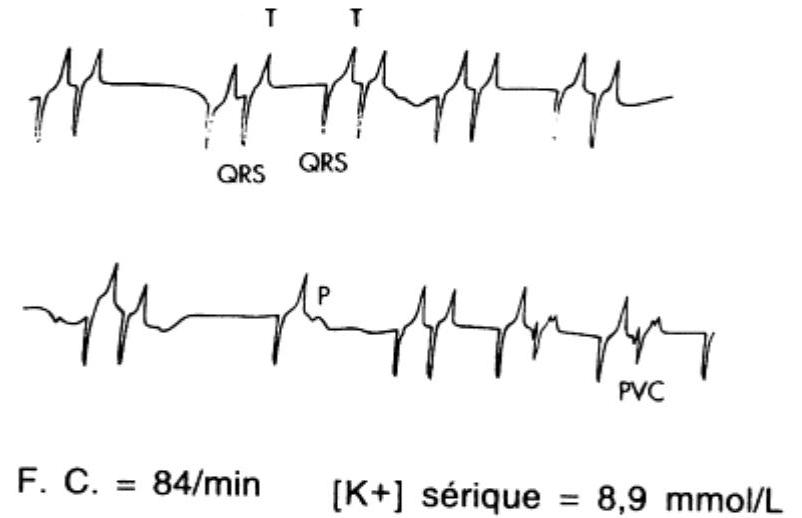 T T
QRS QRS
P
PVC
F. C. = 84/min [K+] sérique = 8,9 mmol/L